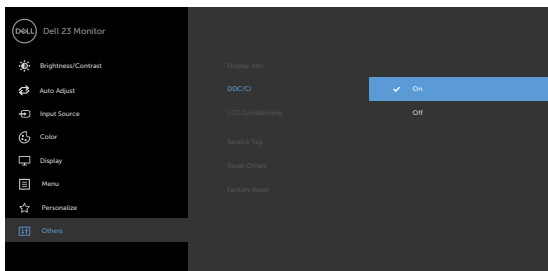 DELL Dell 23 Monitor
Brightness/Contrast
Auto Adjust
Input Source
Color
Display
Menu
Personalize
Others
Display Info
DDC/CI
LCD Conditioning
Service Tag
Reset Others
Factory Reset
On
Off